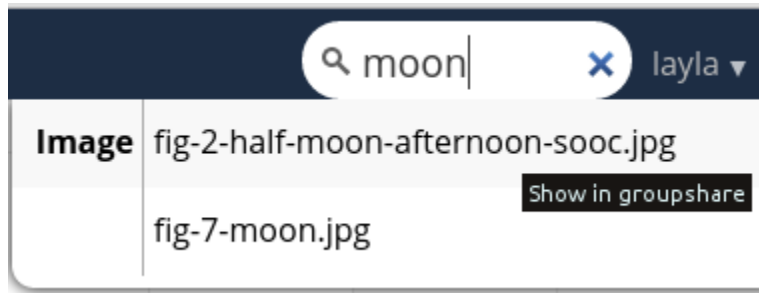 moon
layla
Image fig-2-half-moon-afternoon-sooc.jpg
Show in groupshare
fig-7-moon.jpg